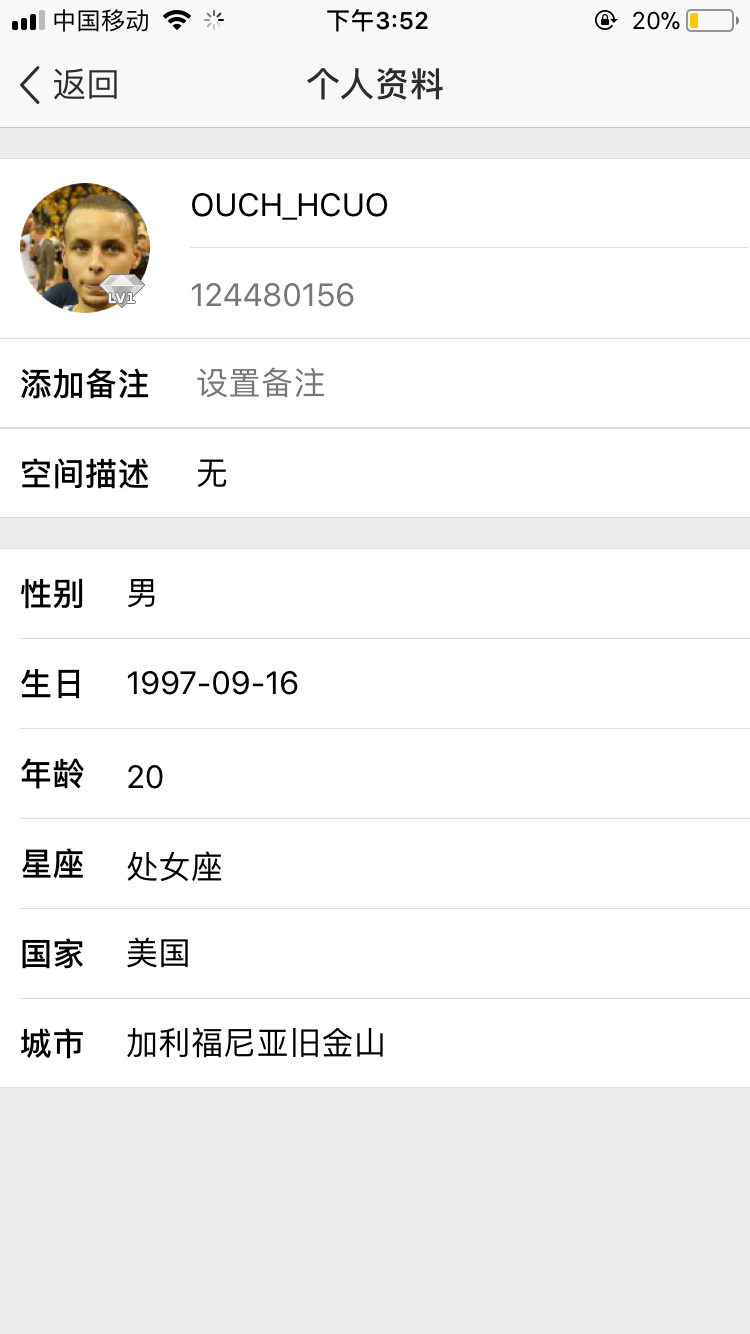 中国移动 下午3:52 20%
返回 个人资料
OUCH_HCUO
LV1
124480156
添加备注 设置备注
空间描述 无
性别 男
生日 1997-09-16
年龄 20
星座 处女座
国家 美国
城市 加利福尼亚旧金山